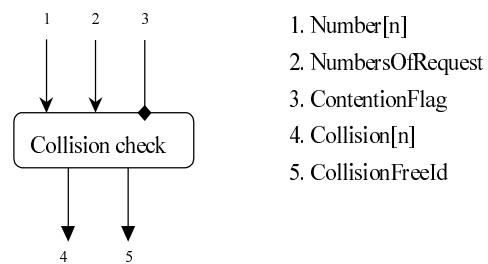 1 2 3
1. Number[n]
2. NumbersOfRequest
3. ContentionFlag
4. Collision[n]
5. CollisionFreeId
Collision check
4 5